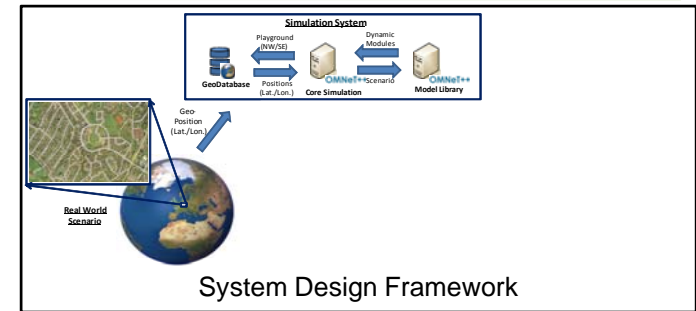 Simulation System
Playground
(NW/SE)
Dynamic
Modules
GeoDatabase
Positions
(Lat./Lon.)
OMNeT++
Core Simulation
Scenario
OMNeT++
Model Library
Geo-
Position
(Lat./Lon.)
Real World
Scenario
System Design Framework